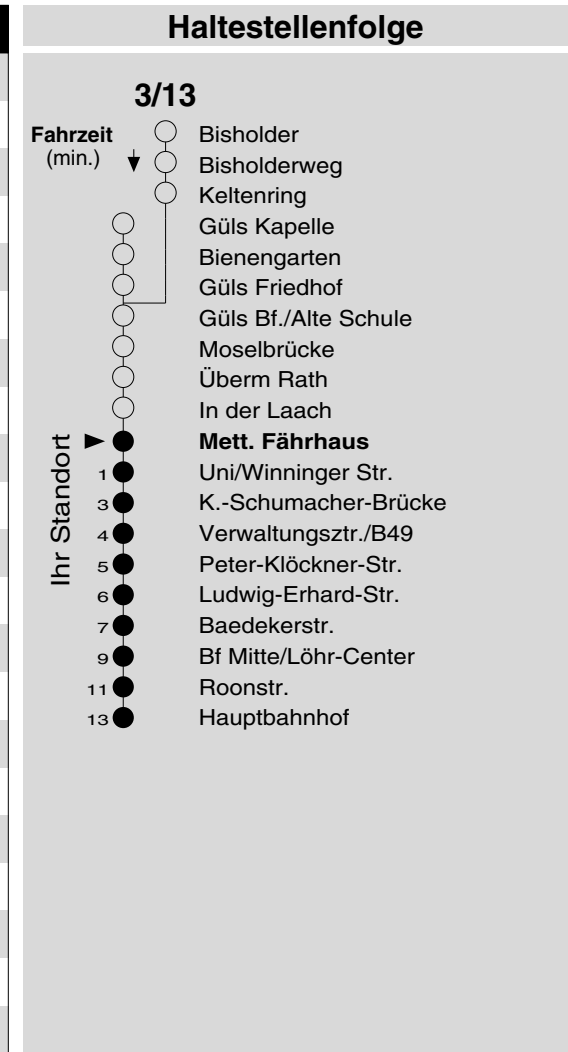 Haltestellenfolge
3/13
Fahrzeit
(min.)
Bisholder
Bisholderweg
Keltenring
Güls Kapelle
Bienengarten
Güls Friedhof
Güls Bf./Alte Schule
Moselbrücke
Überm Rath
In der Laach
Ihr Standort
Mett. Fährhaus
1 Uni/Winninger Str.
3 K.-Schumacher-Brücke
4 Verwaltungsztr./B49
5 Peter-Klöckner-Str.
6 Ludwig-Erhard-Str.
7 Baedekerstr.
9 Bf Mitte/Löhr-Center
11 Roonstr.
13 Hauptbahnhof